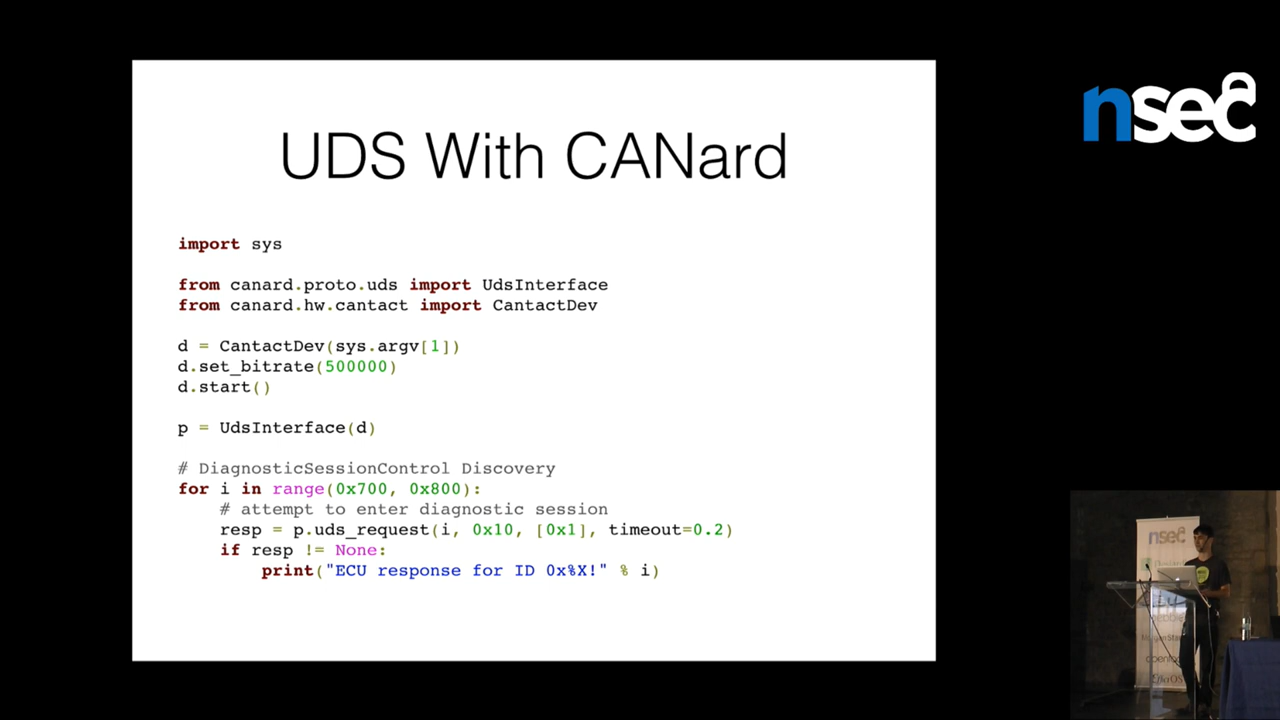 UDS With CANard
nsec
import sys
from canard.proto.uds import UdsInterface
from canard.hw.cantact import CantactDev
d = CantactDev(sys.argv[1])
d.set_bitrate(500000)
d.start()
p = UdsInterface(d)
# DiagnosticSessionControl Discovery
for i in range(0x700, 0x800):
    # attempt to enter diagnostic session
    resp = p.uds_request(i, 0x10, [0x1], timeout=0.2)
    if resp != None:
        print("ECU response for ID 0x%X!" % i)
nsec